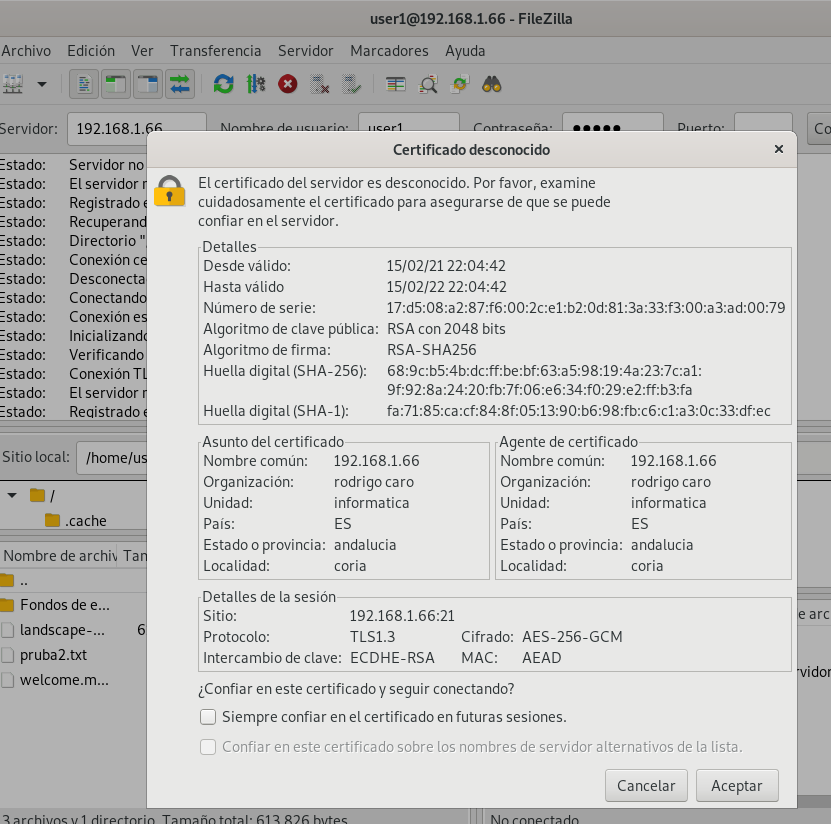 user1@192.168.1.66 - FileZilla
Archivo Edición Ver Transferencia Servidor Marcadores Ayuda
Servidor: 192.168.1.66 Nombre de usuario: user1 Contraseña: ●●●●● Puerto:
Certificado desconocido
Estado: Servidor no
Estado: El servidor
Estado: Registrado
Estado: Recuperand
Estado: Directorio "
Estado: Conexión ce
Estado: Desconecta
Estado: Conectando
Estado: Conexión es
Estado: Inicializando
Estado: Verificando
Estado: Conexión TL
Estado: El servidor
Estado: Registrado
El certificado del servidor es desconocido. Por favor, examine
cuidadosamente el certificado para asegurarse de que se puede
confiar en el servidor.
Detalles
Desde válido: 15/02/21 22:04:42
Hasta válido 15/02/22 22:04:42
Número de serie: 17:d5:08:a2:87:f6:00:2c:e1:b2:0d:81:3a:33:f3:00:a3:ad:00:79
Algoritmo de clave pública: RSA con 2048 bits
Algoritmo de firma: RSA-SHA256
Huella digital (SHA-256): 68:9c:b5:4b:dc:ff:be:bf:63:a5:98:19:4a:23:7c:a1:
9f:92:8a:24:20:fb:7f:06:e6:34:f0:29:e2:ff:b3:fa
Huella digital (SHA-1): fa:71:85:ca:cf:84:8f:05:13:90:b6:98:fb:c6:c1:a3:0c:33:df:ec
Asunto del certificado
Nombre común: 192.168.1.66
Organización: rodrigo caro
Unidad: informatica
País: ES
Estado o provincia: andalucia
Localidad: coria
Agente de certificado
Nombre común: 192.168.1.66
Organización: rodrigo caro
Unidad: informatica
País: ES
Estado o provincia: andalucia
Localidad: coria
Detalles de la sesión
Sitio: 192.168.1.66:21
Protocolo: TLS1.3 Cifrado: AES-256-GCM
Intercambio de clave: ECDHE-RSA MAC: AEAD
¿Confiar en este certificado y seguir conectando?
Siempre confiar en el certificado en futuras sesiones.
Confiar en este certificado sobre los nombres de servidor alternativos de la lista.
Cancelar Aceptar
Sitio local: /home/us
/
.cache
Nombre de archiv Tan
..
Fondos de e...
landscape-... 6
pruba2.txt
welcome.m...
3 archivos y 1 directorio. Tamaño total: 613.826 bytes
No conectado.